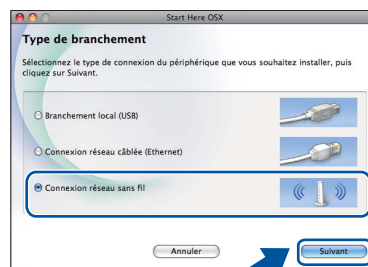 Start Here OSX
Type de branchement
Sélectionnez le type de connexion du périphérique que vous souhaitez installer, puis
cliquez sur Suivant.
Branchement local (USB)
Connexion réseau câblée (Ethernet)
Connexion réseau sans fil
Annuler
Suivant